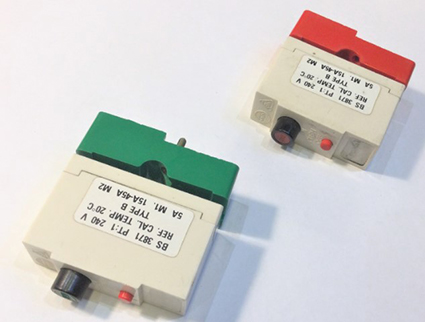 BS 3871 PT:1 240 V
REF. CAL TEMP. 20°C
TYPE B
5A M1, 15A-45A M2
BS 3871 PT:1 240 V
REF. CAL TEMP. 20°C
TYPE B
5A M1, 15A-45A M2